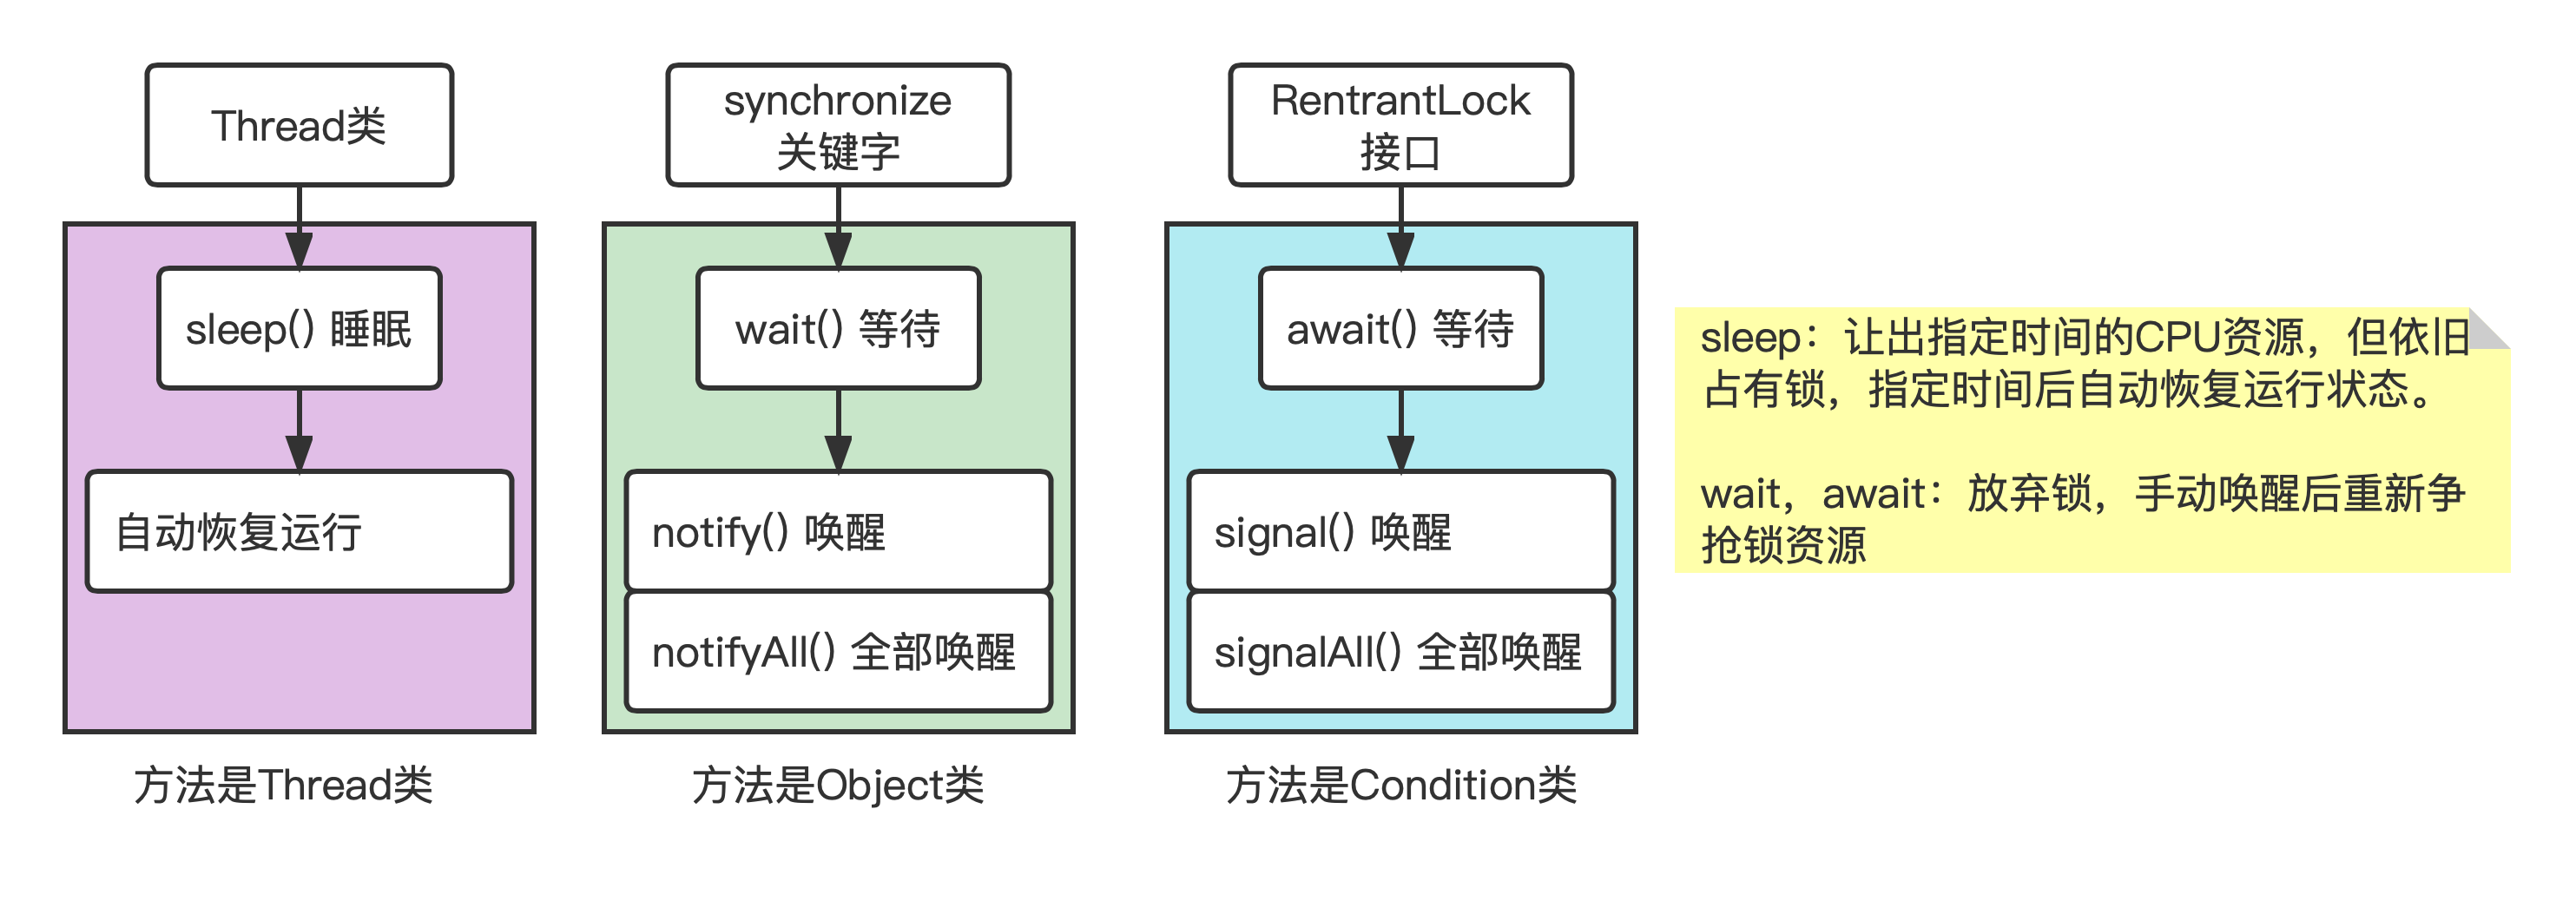 Thread类
sleep() 睡眠
自动恢复运行
方法是Thread类
synchronize
关键字
wait() 等待
notify() 唤醒
notifyAll() 全部唤醒
方法是Object类
RentrantLock
接口
await() 等待
signal() 唤醒
signalAll() 全部唤醒
方法是Condition类
sleep：让出指定时间的CPU资源，但依旧
占有锁，指定时间后自动恢复运行状态。
wait，await：放弃锁，手动唤醒后重新争
抢锁资源